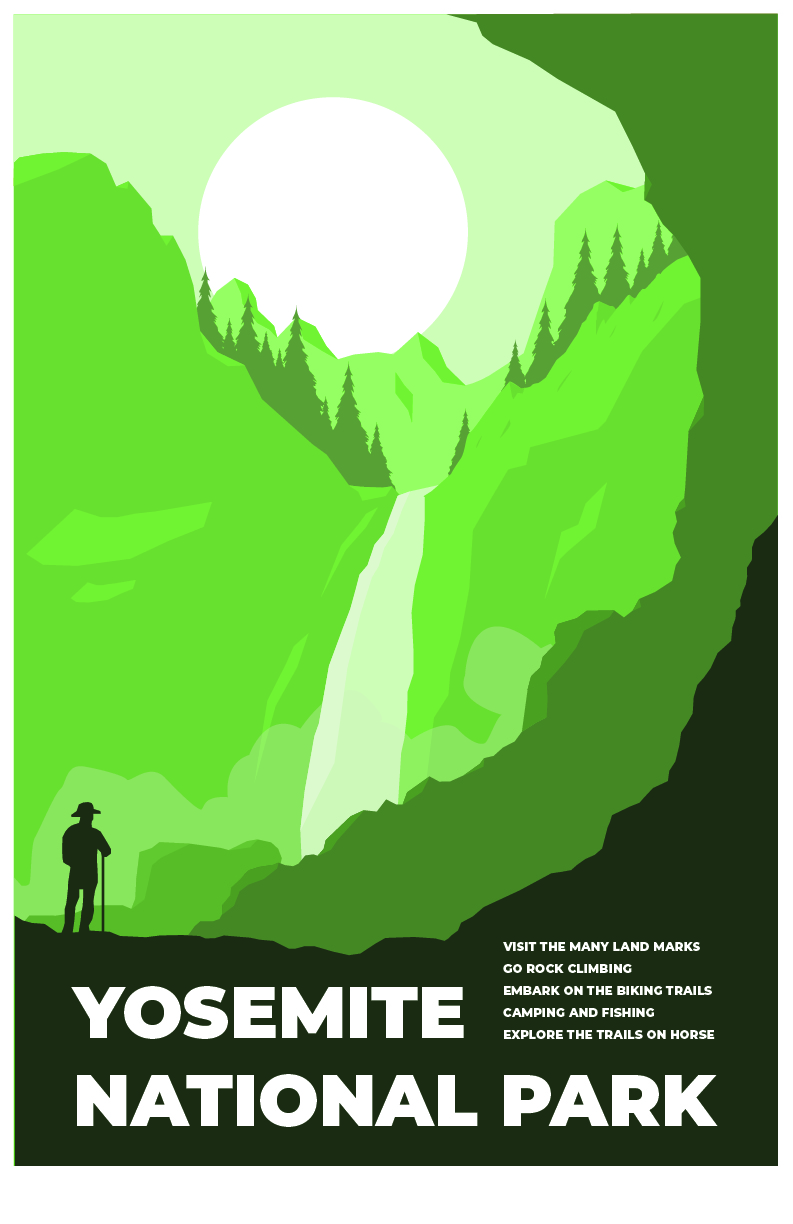 VISIT THE MANY LAND MARKS
GO ROCK CLIMBING
EMBARK ON THE BIKING TRAILS
CAMPING AND FISHING
EXPLORE THE TRAILS ON HORSE
YOSEMITE
NATIONAL PARK